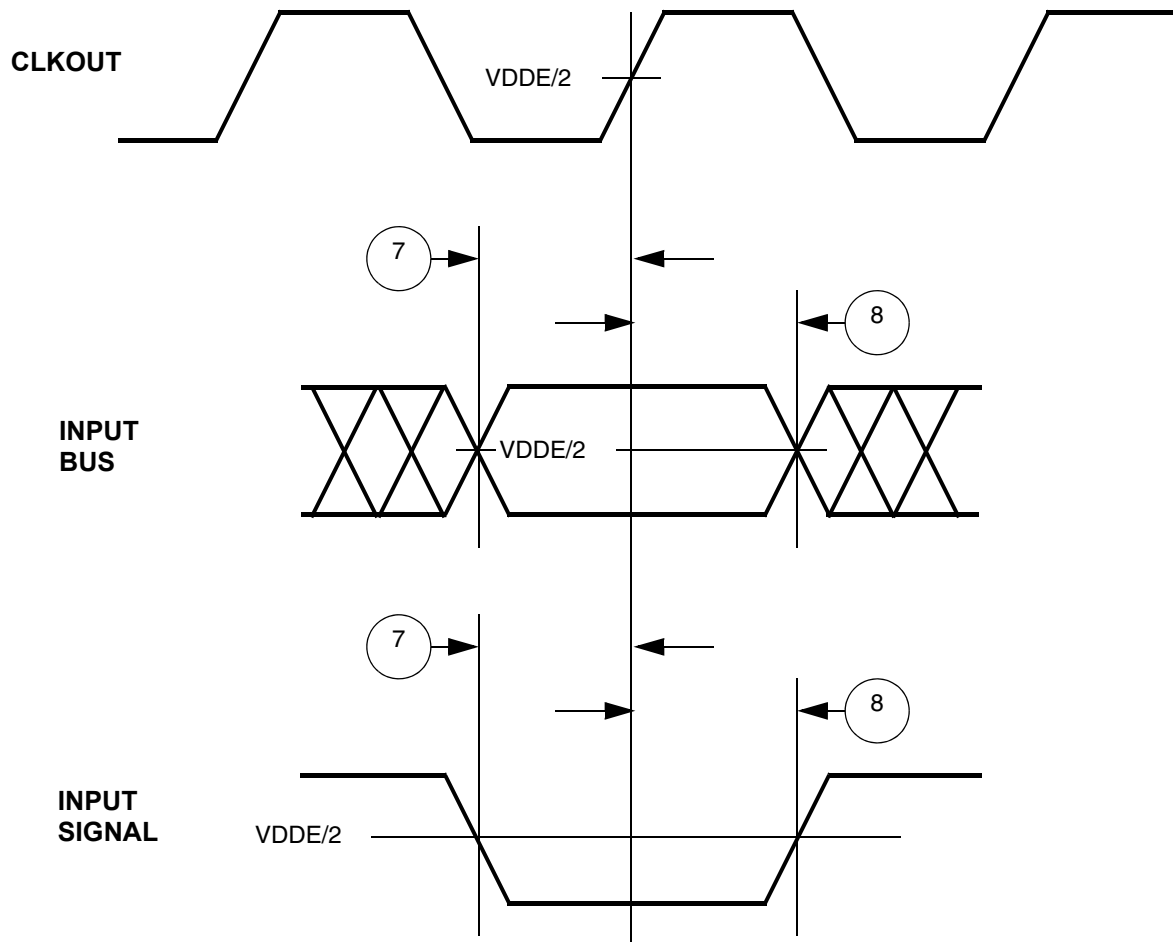 CLKOUT
VDDE/2
7
8
INPUT
BUS
VDDE/2
7
8
INPUT
SIGNAL
VDDE/2